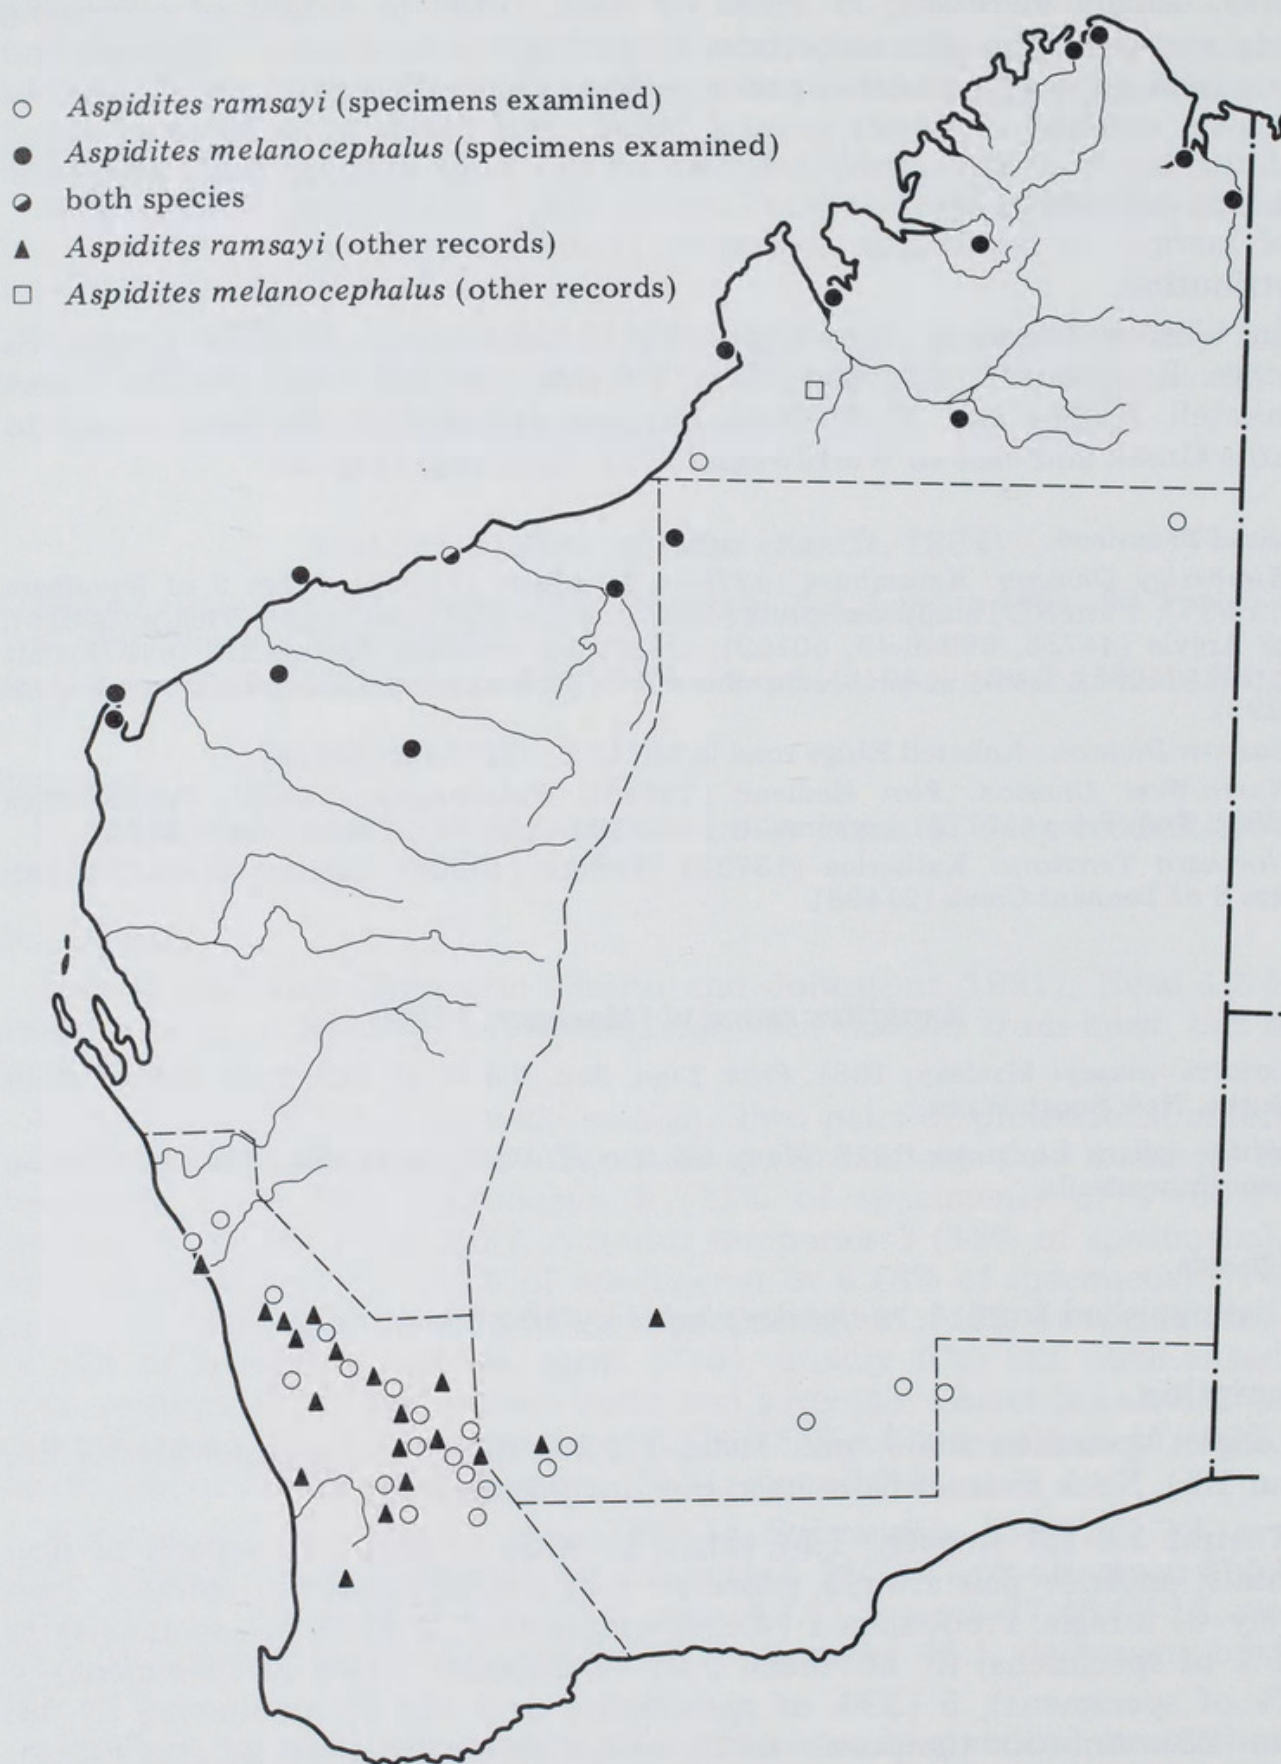 Aspidites ramsayi (specimens examined)
Aspidites melanocephalus (specimens examined)
both species
Aspidites ramsayi (other records)
Aspidites melanocephalus (other records)